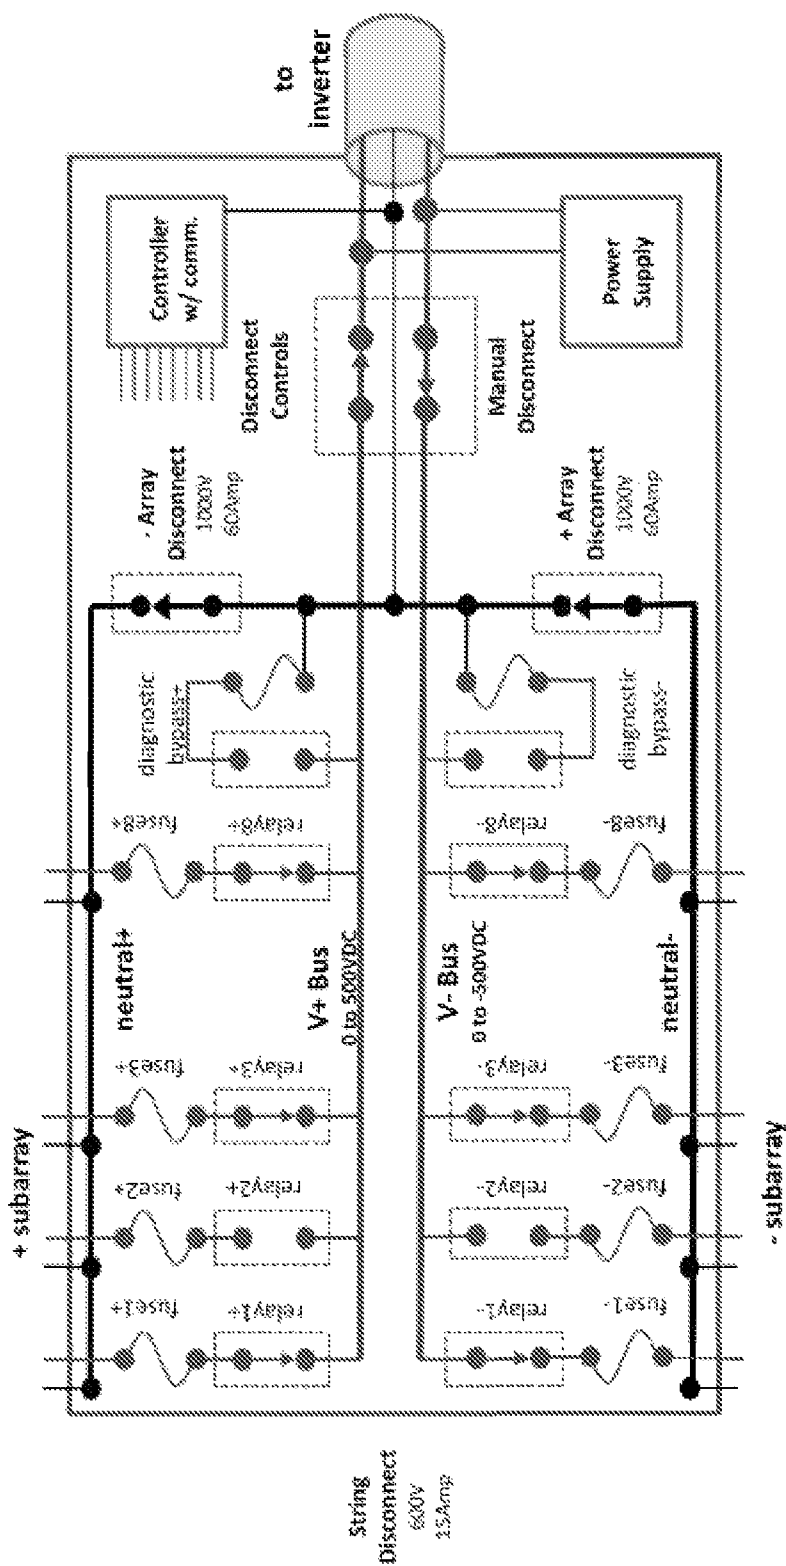 to
inverter
Controller
w/ comm.
Power
Supply
Disconnect
Controls
Manual
Disconnect
- Array
Disconnect
1000V
60Amp
+ Array
Disconnect
1000V
60Amp
diagnostic
bypass+
diagnostic
bypass-
fuse8+
relay8+
relay8-
fuse8-
neutral+
V+ Bus
0 to 500VDC
V- Bus
0 to -500VDC
neutral-
fuse3+
relay3+
relay3-
fuse3-
+ subarray
- subarray
fuse2+
relay2+
relay2-
fuse2-
fuse1+
relay1+
relay1-
fuse1-
String
Disconnect
600V
15Amp